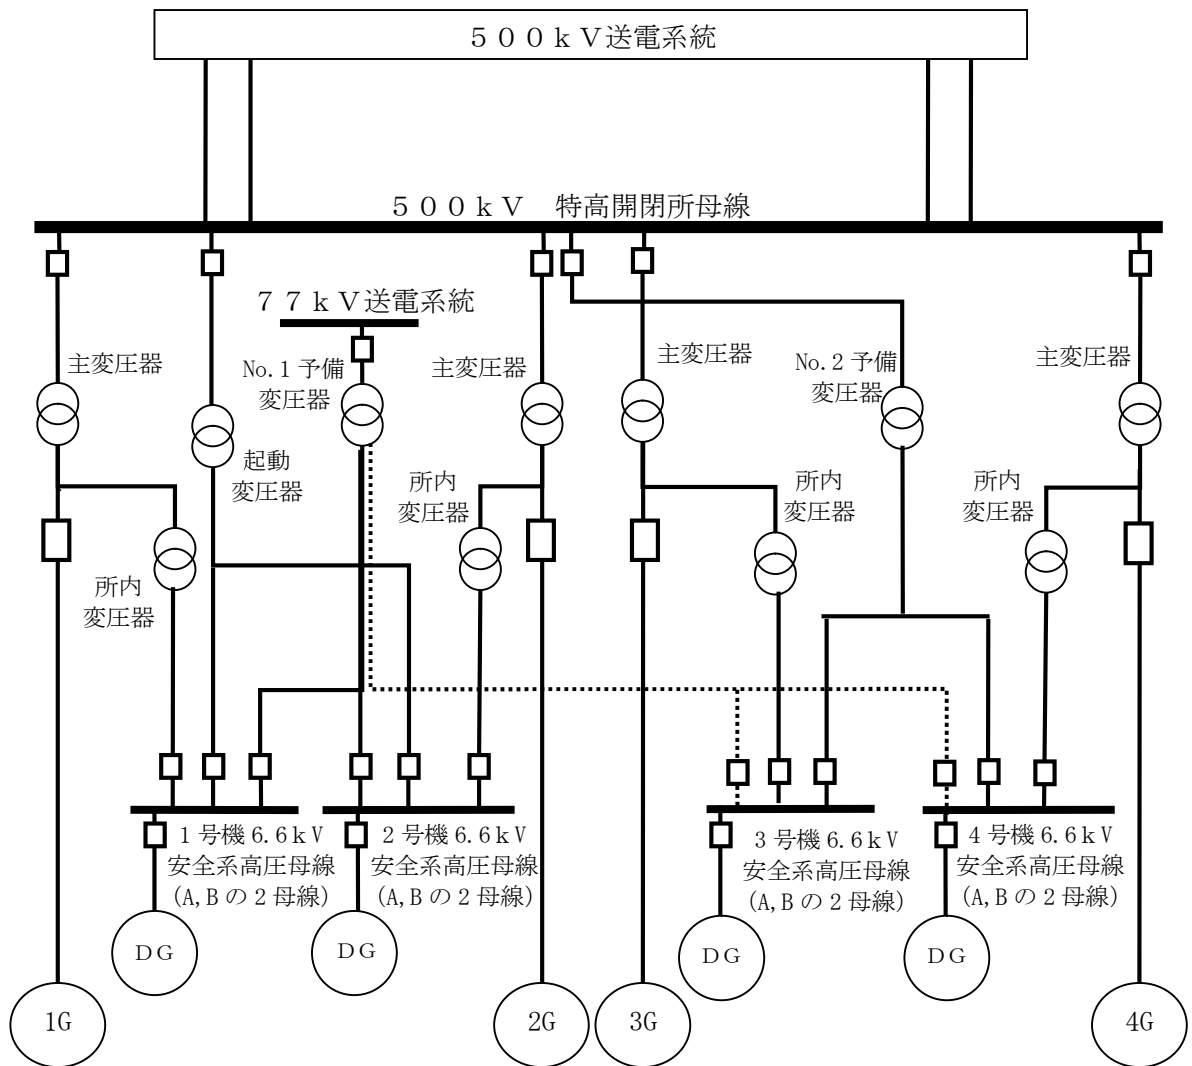 ５００ｋＶ送電系統
５００ｋＶ　特高開閉所母線
７７ｋＶ送電系統
主変圧器
No.1 予備
変圧器
主変圧器
主変圧器
No.2 予備
変圧器
主変圧器
起動
変圧器
所内
変圧器
所内
変圧器
所内
変圧器
所内
変圧器
1 号機 6.6ｋV
安全系高圧母線
(A,B の 2 母線)
2 号機 6.6ｋV
安全系高圧母線
(A,B の 2 母線)
3 号機 6.6ｋV
安全系高圧母線
(A,B の 2 母線)
4 号機 6.6ｋV
安全系高圧母線
(A,B の 2 母線)
ＤＧ
ＤＧ
ＤＧ
ＤＧ
1G
2G
3G
4G